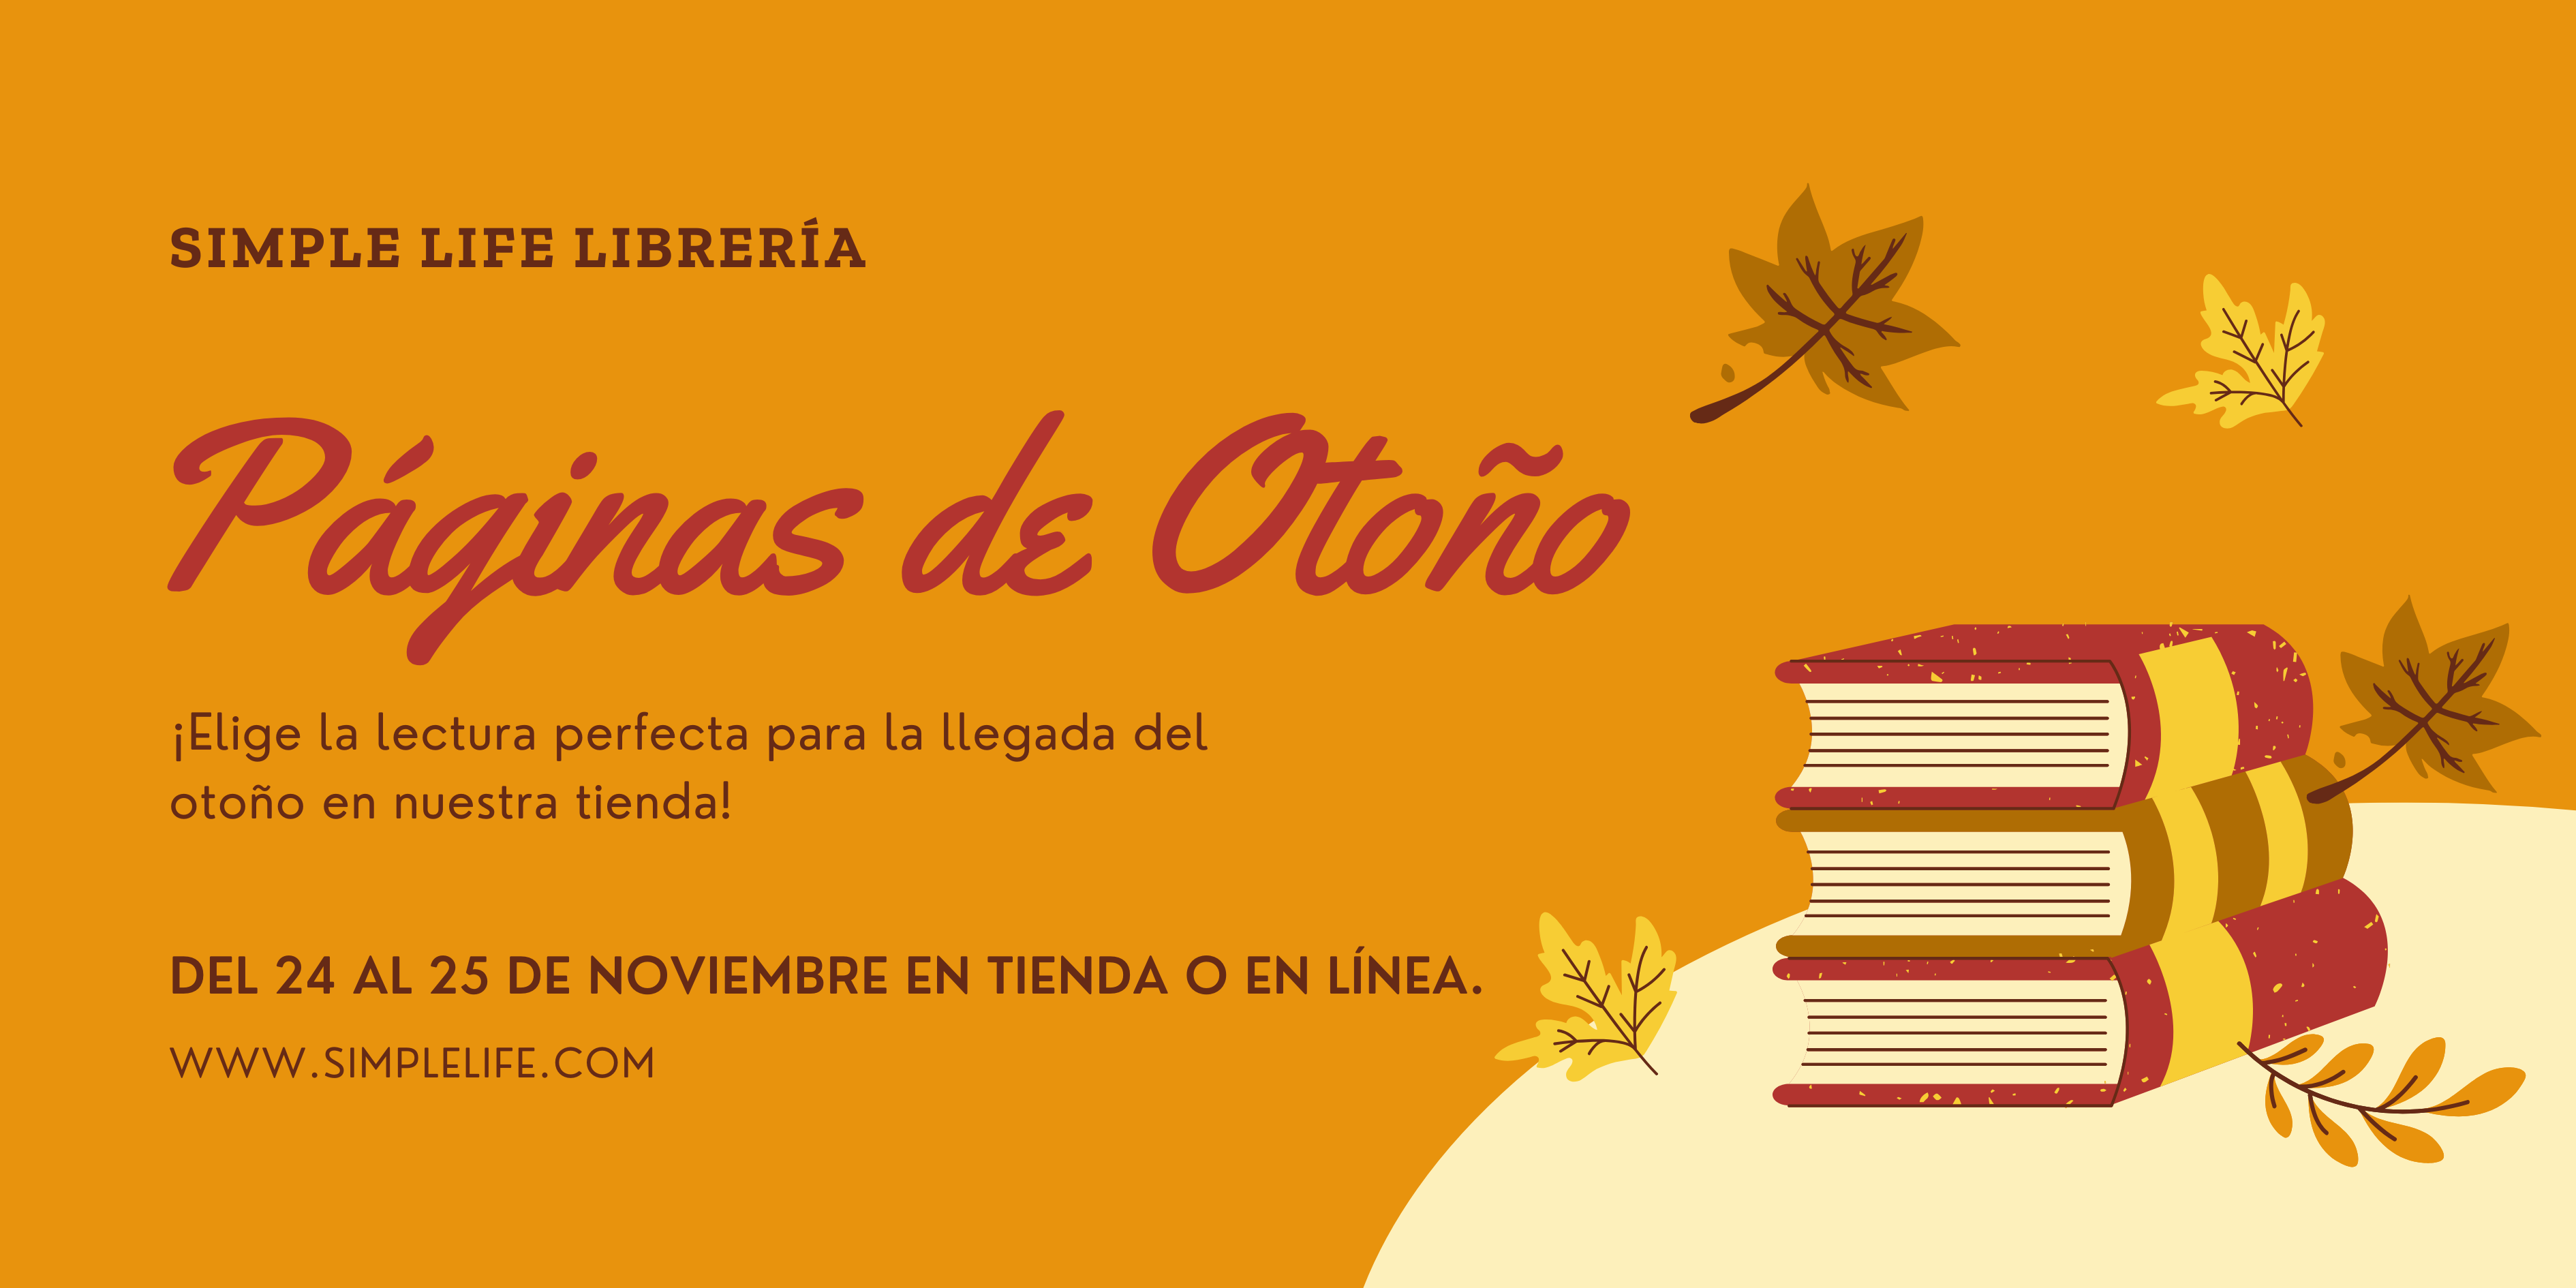 SIMPLE LIFE LIBRERÍA
Páginas de Otoño
¡Elige la lectura perfecta para la llegada del
otoño en nuestra tienda!
DEL 24 AL 25 DE NOVIEMBRE EN TIENDA O EN LÍNEA.
WWW.SIMPLELIFE.COM